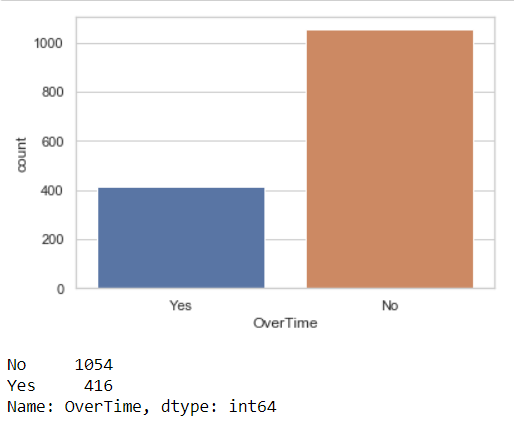 1000
800
600
400
200
0
count
Yes No
OverTime
No 1054
Yes 416
Name: OverTime, dtype: int64